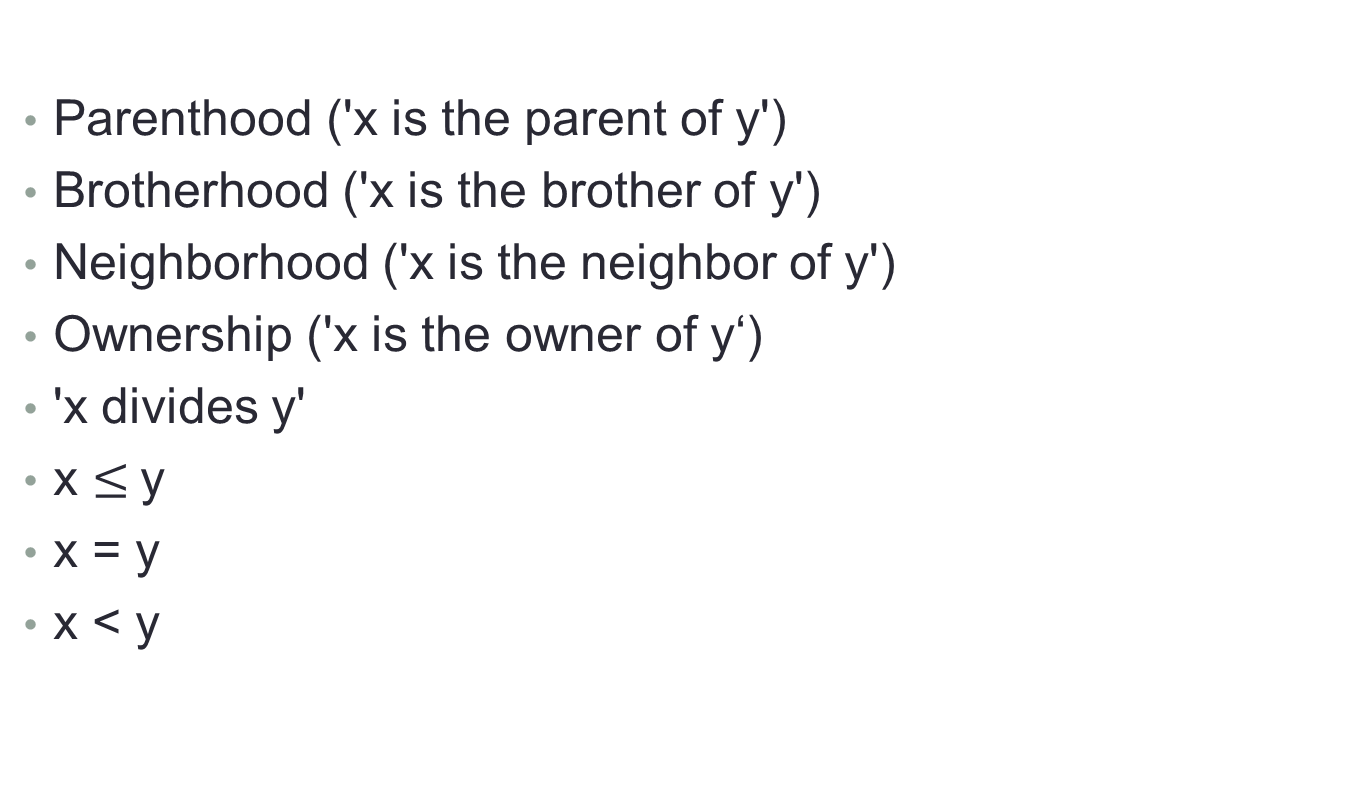 • Parenthood ('x is the parent of y')
• Brotherhood ('x is the brother of y')
• Neighborhood ('x is the neighbor of y')
• Ownership ('x is the owner of y‘)
• 'x divides y'
• x ≤ y
• x = y
• x < y